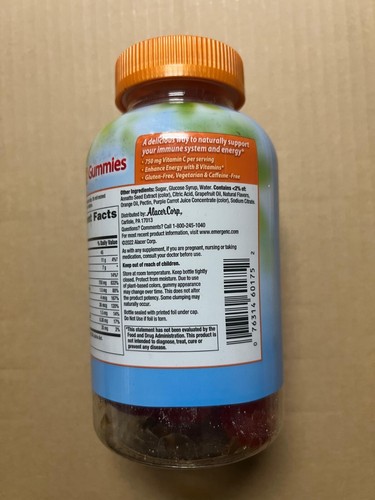 A delicious way to naturally support
your immune system and energy*
- 750 mg Vitamin C per serving
- Enhance Energy with B Vitamins*
- Gluten-Free, Vegetarian & Caffeine-Free
Gummies
Other Ingredients: Sugar, Glucose Syrup, Water. Contains <2% of:
Annatto Seed Extract (color), Citric Acid, Grapefruit Oil, Natural Flavors,
Orange Oil, Pectin, Purple Carrot Juice Concentrate (color), Sodium Citrate.
Facts
Distributed by: Alacer Corp.
Carlisle, PA 17013
Questions? Comments? Call 1-800-245-1040
For most recent product information, visit www.emergenc.com
©2022 Alacer Corp.
As with any supplement, if you are pregnant, nursing or taking
medication, consult your doctor before use.
Keep out of reach of children.
Store at room temperature. Keep bottle tightly
closed. Protect from moisture. Due to use
of plant-based colors, gummy appearance
may change over time. This does not alter
the product potency. Some clumping may
naturally occur.
Bottle sealed with printed foil under cap.
Do Not Use if foil is torn.
*This statement has not been evaluated by the
Food and Drug Administration. This product is
not intended to diagnose, treat, cure or
prevent any disease.
% Daily Value
0 76314 60175 2